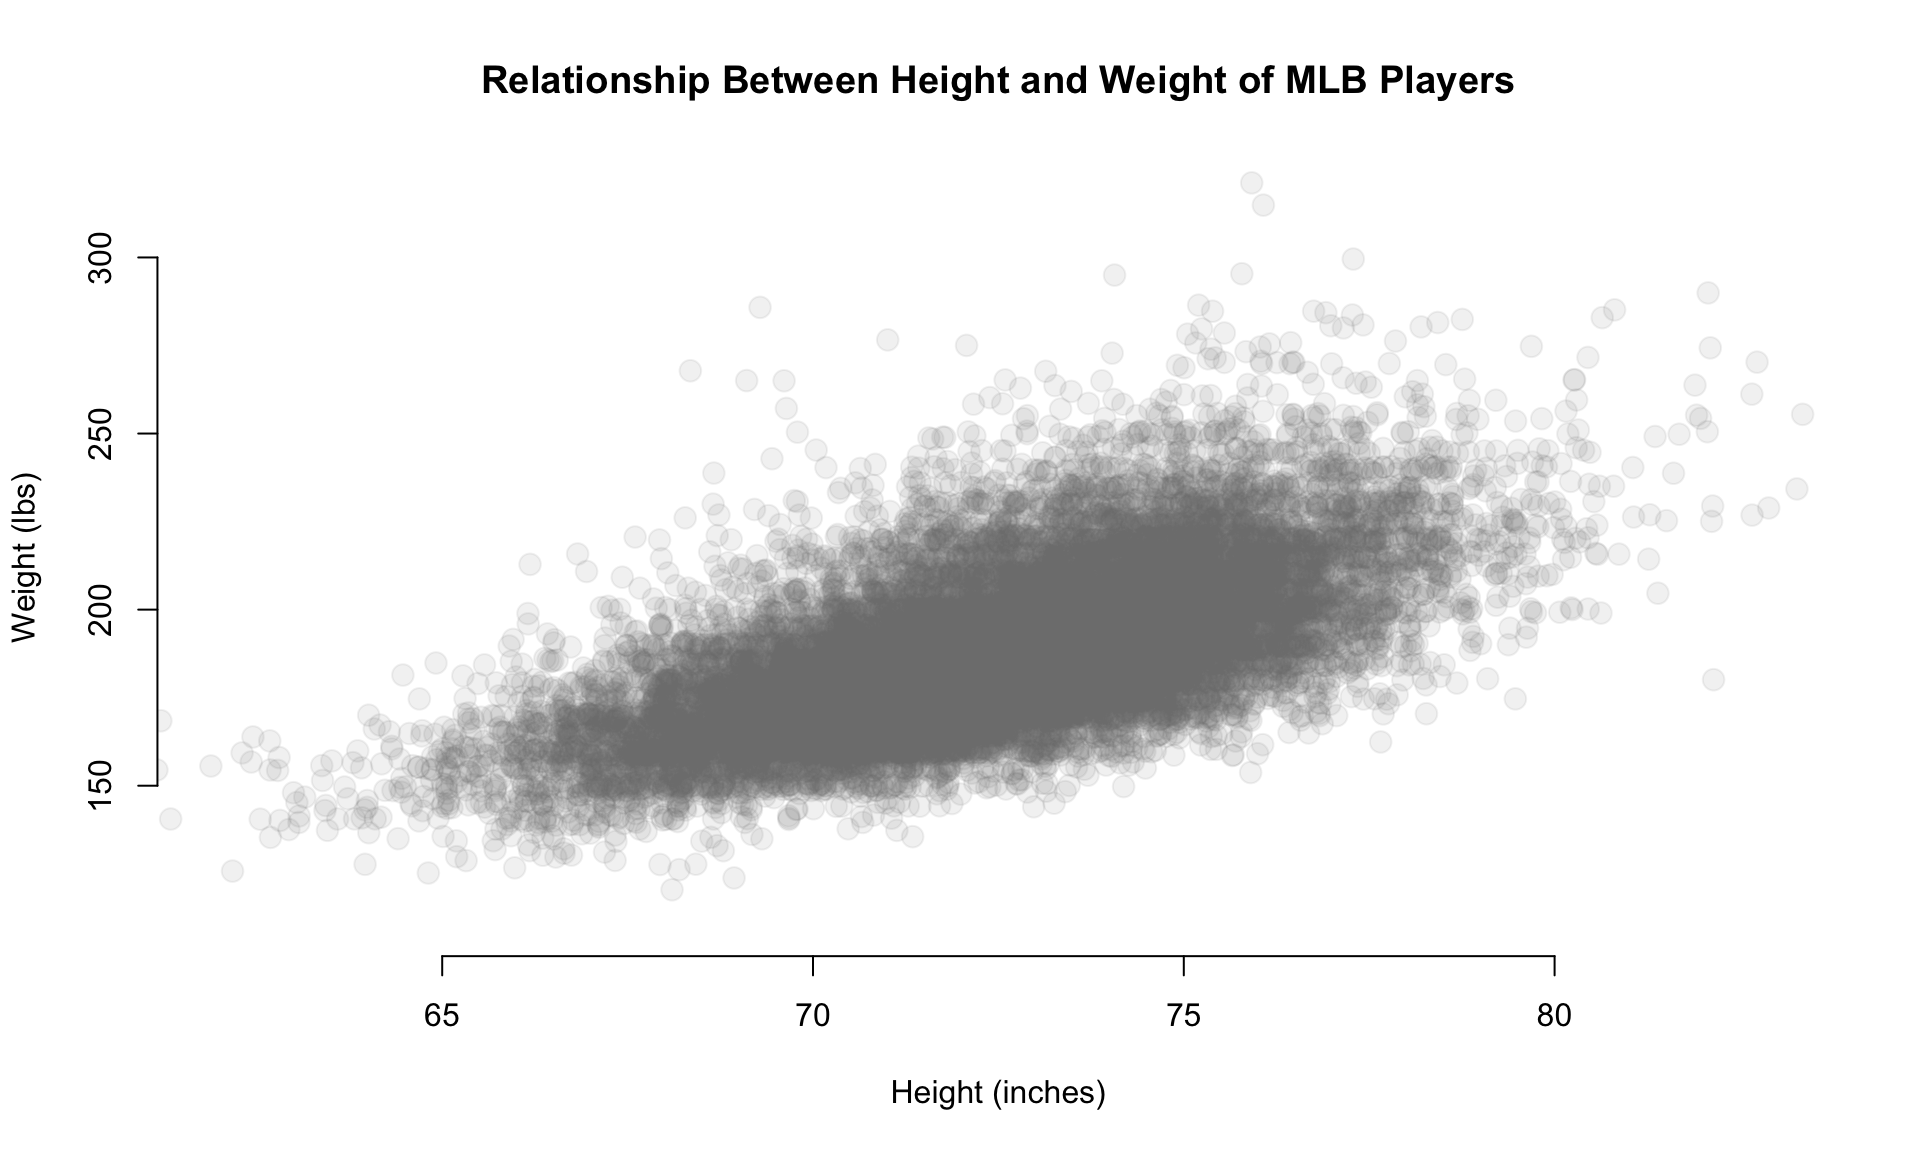 Relationship Between Height and Weight of MLB Players
Weight (lbs)
300
250
200
150
65 70 75 80
Height (inches)